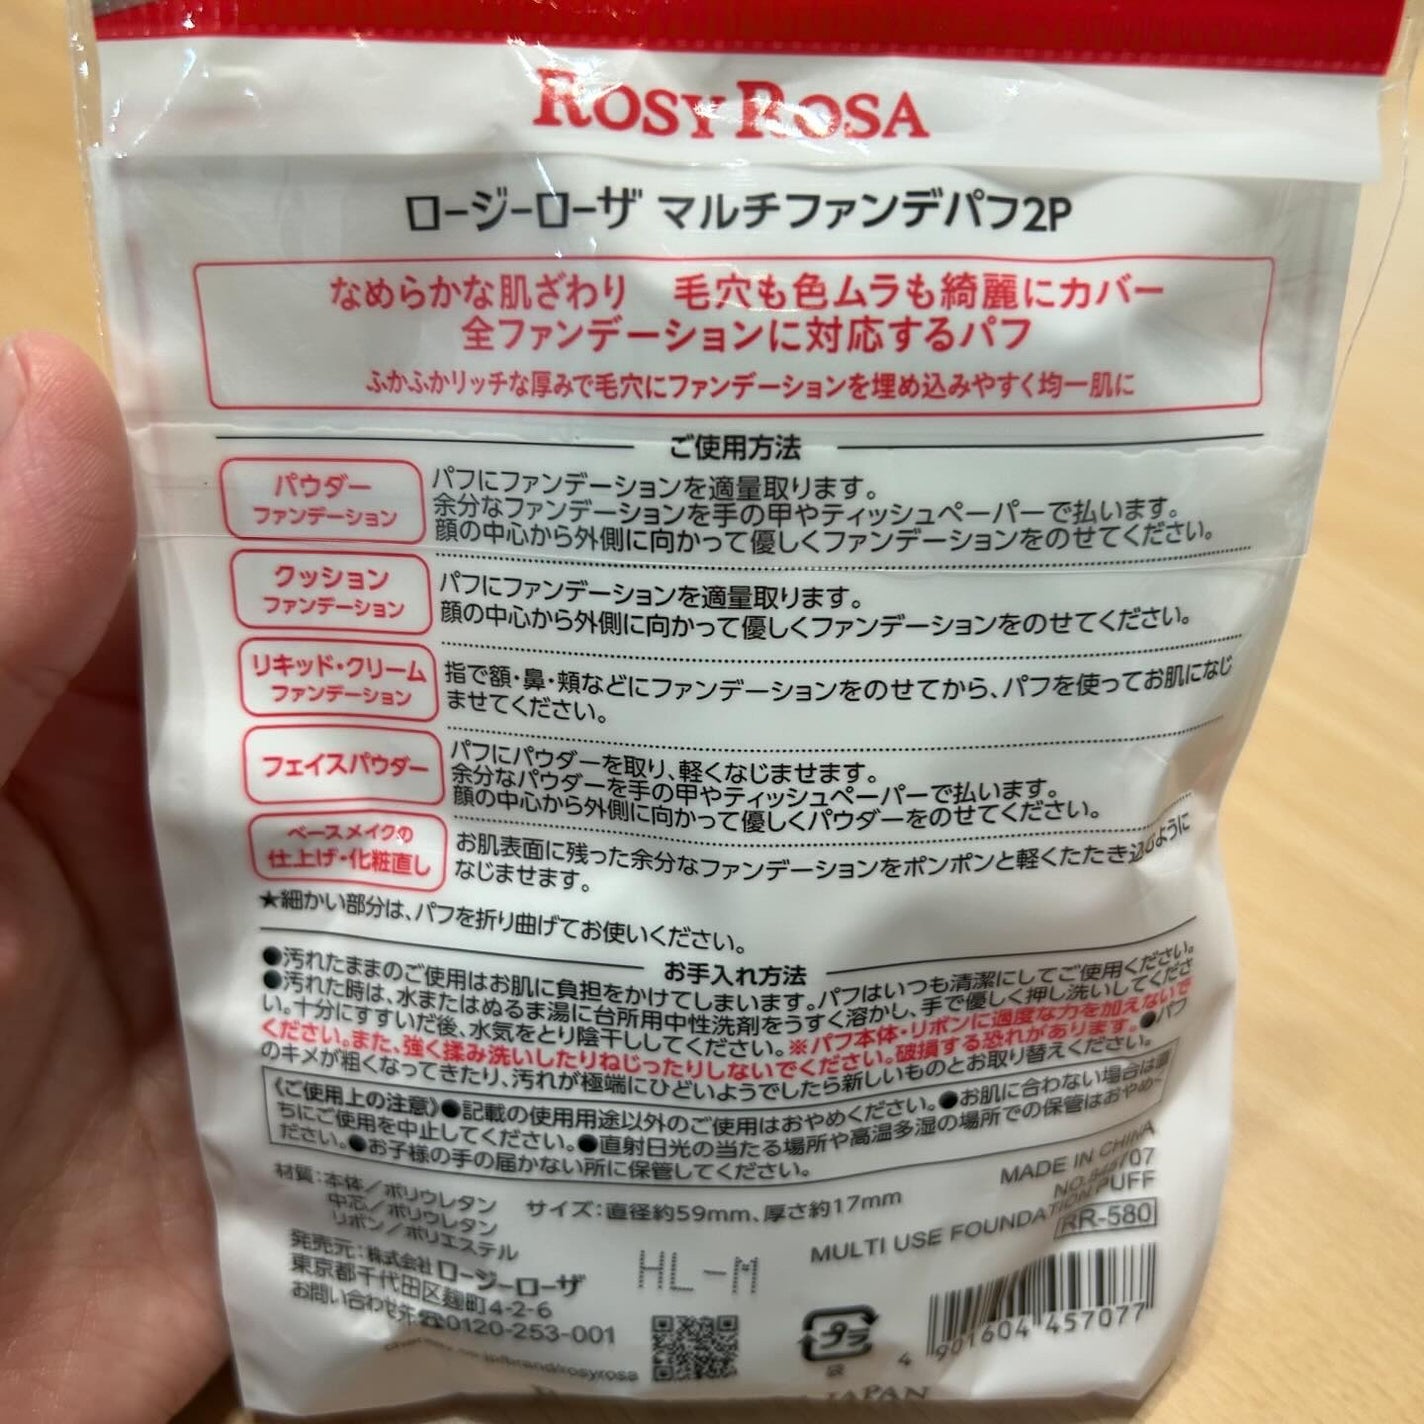 ROSY ROSA
ロージーローザ マルチファンデパフ2P
なめらかな肌ざわり 毛穴も色ムラも綺麗にカバー
全ファンデーションに対応するパフ
ふかふかリッチな厚みで毛穴にファンデーションを埋め込みやすく均一肌に
ご使用方法
パウダー
ファンデーション
パフにファンデーションを適量取ります。
余分なファンデーションを手の甲やティッシュペーパーで払います。
顔の中心から外側に向かって優しくファンデーションをのせてください。
クッション
ファンデーション
パフにファンデーションを適量取ります。
顔の中心から外側に向かって優しくファンデーションをのせてください。
リキッド・クリーム
ファンデーション
指で額・鼻・頬などにファンデーションをのせてから、パフを使ってお肌になじ
ませてください。
フェイスパウダー
パフにパウダーを取り、軽くなじませます。
余分なパウダーを手の甲やティッシュペーパーで払います。
顔の中心から外側に向かって優しくパウダーをのせてください。
ベースメイクの
仕上げ・化粧直し
お肌表面に残った余分なファンデーションをポンポンと軽くたたき込むように
なじませます。
★細かい部分は、パフを折り曲げてお使いください。
お手入れ方法
●汚れたままのご使用はお肌に負担をかけてしまいます。パフはいつも清潔にしてご使用ください。
●汚れた時は、水またはぬるま湯に台所用中性洗剤をうすく溶かし、手で優しく押し洗いしてくださ
い。十分にすすいだ後、水気をとり陰干ししてください。※パフ本体・リボンに過度な力を加えないで
ください。また、強く揉み洗いしたりねじったりしないでください。破損する恐れがあります。●パフ
のキメが粗くなってきたり、汚れが極端にひどいようでしたら新しいものとお取り替えください。
《ご使用上の注意》●記載の使用用途以外のご使用はおやめください。●お肌に合わない場合は直
ちにご使用を中止してください。●直射日光の当たる場所や高温多湿の場所での保管はおやめく
ださい。●お子様の手の届かない所に保管してください。
材質:本体/ポリウレタン
中芯/ポリウレタン
リボン/ポリエステル
サイズ:直径約59mm、厚さ約17mm
MADE IN CHINA
MULTI USE FOUNDATION PUFF
RR-580
発売元:株式会社ロージーローザ
東京都千代田区麹町4-2-6
お問い合わせ先☎0120-253-001
HL-M
プラ
袋
4 901604 457077
JAPAN